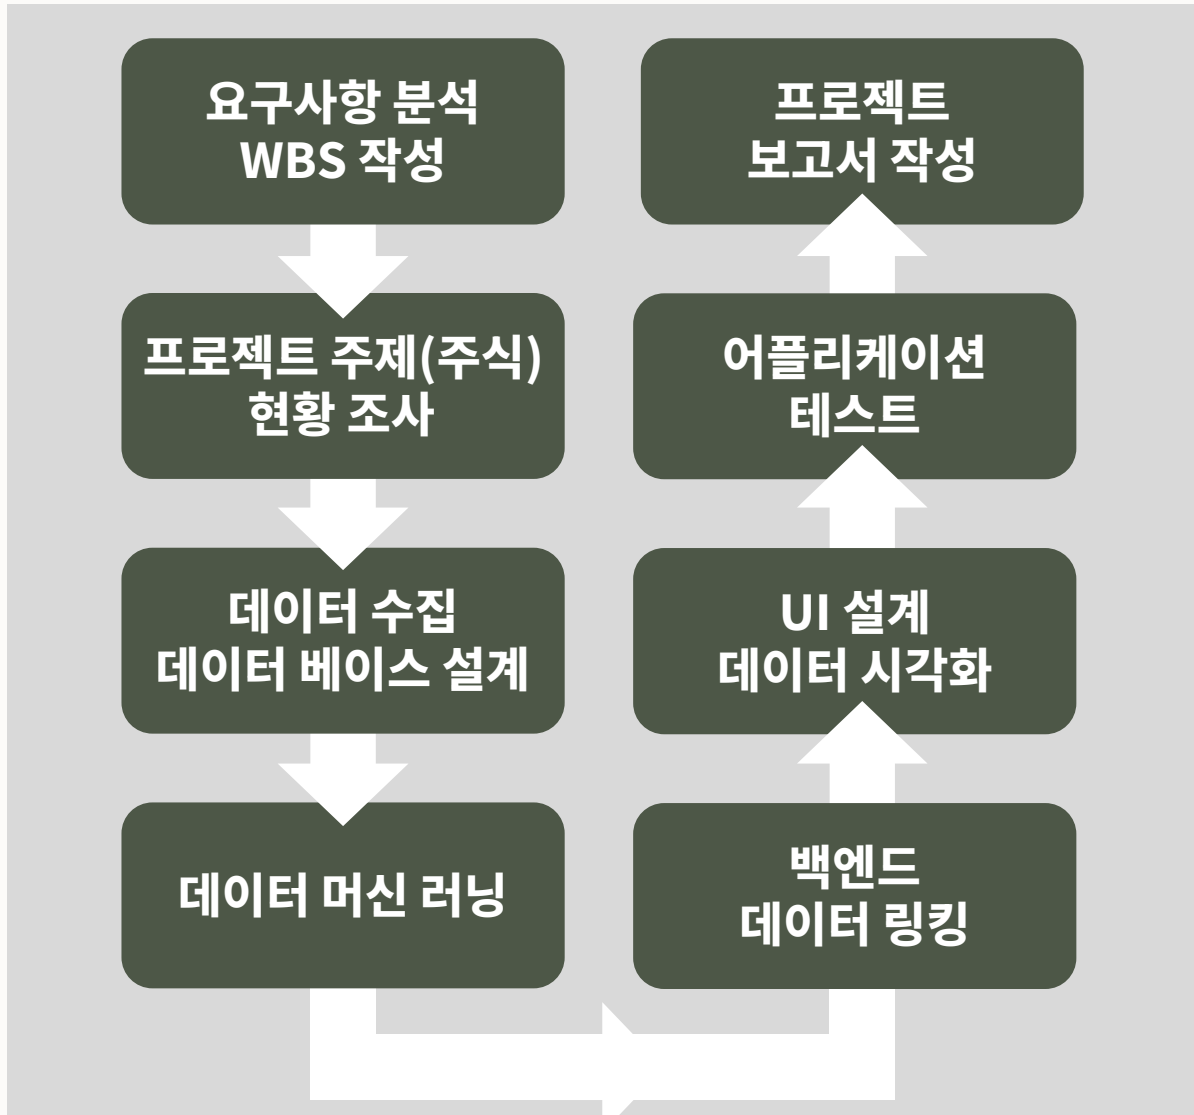 요구사항 분석
WBS 작성
프로젝트 주제(주식)
현황 조사
데이터 수집
데이터 베이스 설계
데이터 머신 러닝
백엔드
데이터 링킹
UI 설계
데이터 시각화
어플리케이션
테스트
프로젝트
보고서 작성